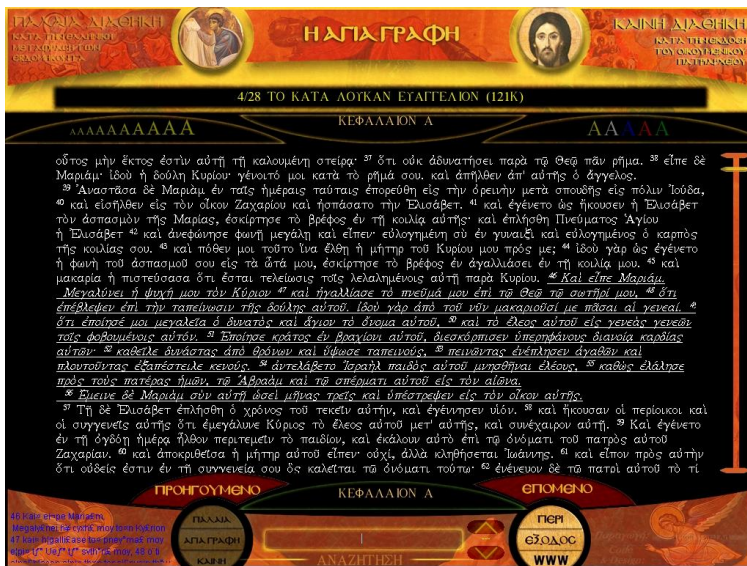 ΠΑΛΑΙΑ ΔΙΑΘΗΚΗ
ΚΑΤΑ ΤΗΝ ΕΛΛΗΝΙΚΗ
ΜΕΤΑΦΡΑΣΗ ΤΩΝ
ΕΒΔΟΜΗΚΟΝΤΑ
Η ΑΓΙΑ ΓΡΑΦΗ
ΚΑΙΝΗ ΔΙΑΘΗΚΗ
ΚΑΤΑ ΤΗΝ ΕΚΔΟΣΗ
ΤΟΥ ΟΙΚΟΥΜΕΝΙΚΟΥ
ΠΑΤΡΙΑΡΧΕΙΟΥ
4/28 ΤΟ ΚΑΤΑ ΛΟΥΚΑΝ ΕΥΑΓΓΕΛΙΟΝ (121K)
ΚΕΦΑΛΑΙΟΝ Α
A A A A A A A A A A
A A A A A
οὗτος μὴν ἕκτος ἐστὶν αὐτῇ τῇ καλουμένῃ στείρᾳ· 37 ὅτι οὐκ ἀδυνατήσει παρὰ τῷ Θεῷ πᾶν ρῆμα. 38 εἶπε δὲ
Μαριάμ· ἰδοὺ ἡ δούλη Κυρίου· γένοιτό μοι κατὰ τὸ ρῆμά σου. καὶ ἀπῆλθεν ἀπ' αὐτῆς ὁ ἄγγελος.
39 Ἀναστᾶσα δὲ Μαριὰμ ἐν ταῖς ἡμέραις ταύταις ἐπορεύθη εἰς τὴν ὀρεινὴν μετὰ σπουδῆς εἰς πόλιν Ἰούδα,
40 καὶ εἰσῆλθεν εἰς τὸν οἶκον Ζαχαρίου καὶ ἠσπάσατο τὴν Ἐλισάβετ. 41 καὶ ἐγένετο ὡς ἤκουσεν ἡ Ἐλισάβετ
τὸν ἀσπασμὸν τῆς Μαρίας, ἐσκίρτησε τὸ βρέφος ἐν τῇ κοιλίᾳ αὐτῆς· καὶ ἐπλήσθη Πνεύματος Ἁγίου
ἡ Ἐλισάβετ 42 καὶ ἀνεφώνησε φωνῇ μεγάλῃ καὶ εἶπεν· εὐλογημένη σὺ ἐν γυναιξὶ καὶ εὐλογημένος ὁ καρπὸς
τῆς κοιλίας σου. 43 καὶ πόθεν μοι τοῦτο ἵνα ἔλθῃ ἡ μήτηρ τοῦ Κυρίου μου πρός με; 44 ἰδοὺ γὰρ ὡς ἐγένετο
ἡ φωνὴ τοῦ ἀσπασμοῦ σου εἰς τὰ ὦτά μου, ἐσκίρτησε τὸ βρέφος ἐν ἀγαλλιάσει ἐν τῇ κοιλίᾳ μου. 45 καὶ
μακαρία ἡ πιστεύσασα ὅτι ἔσται τελείωσις τοῖς λελαλημένοις αὐτῇ παρὰ Κυρίου. 46 Καὶ εἶπε Μαριάμ.
Μεγαλύνει ἡ ψυχή μου τὸν Κύριον 47 καὶ ἠγαλλίασε τὸ πνεῦμά μου ἐπὶ τῷ Θεῷ τῷ σωτῆρί μου, 48 ὅτι
ἐπέβλεψεν ἐπὶ τὴν ταπείνωσιν τῆς δούλης αὐτοῦ. ἰδοὺ γὰρ ἀπὸ τοῦ νῦν μακαριοῦσί με πᾶσαι αἱ γενεαί. 49
ὅτι ἐποίησέ μοι μεγαλεῖα ὁ δυνατὸς καὶ ἅγιον τὸ ὄνομα αὐτοῦ, 50 καὶ τὸ ἔλεος αὐτοῦ εἰς γενεὰς γενεῶν
τοῖς φοβουμένοις αὐτόν. 51 Ἐποίησε κράτος ἐν βραχίονι αὐτοῦ, διεσκόρπισεν ὑπερηφάνους διανοίᾳ καρδίας
αὐτῶν· 52 καθεῖλε δυνάστας ἀπὸ θρόνων καὶ ὕψωσε ταπεινούς, 53 πεινῶντας ἐνέπλησεν ἀγαθῶν καὶ
πλουτοῦντας ἐξαπέστειλε κενούς. 54 ἀντελάβετο Ἰσραὴλ παιδὸς αὐτοῦ μνησθῆναι ἐλέους, 55 καθὼς ἐλάλησε
πρὸς τοὺς πατέρας ἡμῶν, τῷ Ἀβραὰμ καὶ τῷ σπέρματι αὐτοῦ εἰς τὸν αἰῶνα.
56 Ἔμεινε δὲ Μαριὰμ σὺν αὐτῇ ὡσεὶ μῆνας τρεῖς καὶ ὑπέστρεψεν εἰς τὸν οἶκον αὐτῆς.
57 Τῇ δὲ Ἐλισάβετ ἐπλήσθη ὁ χρόνος τοῦ τεκεῖν αὐτήν, καὶ ἐγέννησεν υἱόν. 58 καὶ ἤκουσαν οἱ περίοικοι καὶ
οἱ συγγενεῖς αὐτῆς ὅτι ἐμεγάλυνε Κύριος τὸ ἔλεος αὐτοῦ μετ' αὐτῆς, καὶ συνέχαιρον αὐτῇ. 59 Καὶ ἐγένετο
ἐν τῇ ὀγδόῃ ἡμέρᾳ ἦλθον περιτεμεῖν τὸ παιδίον, καὶ ἐκάλουν αὐτὸ ἐπὶ τῷ ὀνόματι τοῦ πατρὸς αὐτοῦ
Ζαχαρίαν. 60 καὶ ἀποκριθεῖσα ἡ μήτηρ αὐτοῦ εἶπεν· οὐχί, ἀλλὰ κληθήσεται Ἰωάννης. 61 καὶ εἶπον πρὸς αὐτὴν
ὅτι οὐδείς ἐστιν ἐν τῇ συγγενείᾳ σου ὃς καλεῖται τῷ ὀνόματι τούτῳ· 62 ἐνένευον δὲ τῷ πατρὶ αὐτοῦ τὸ τί
ΠΡΟΗΓΟΥΜΕΝΟ
ΚΕΦΑΛΑΙΟΝ Α
ΕΠΟΜΕΝΟ
ΠΑΛΑΙΑ
ΑΓΙΑ ΓΡΑΦΗ
ΚΑΙΝΗ
ΑΝΑΖΗΤΗΣΗ
ΠΕΡΙ
ΕΞΟΔΟΣ
WWW